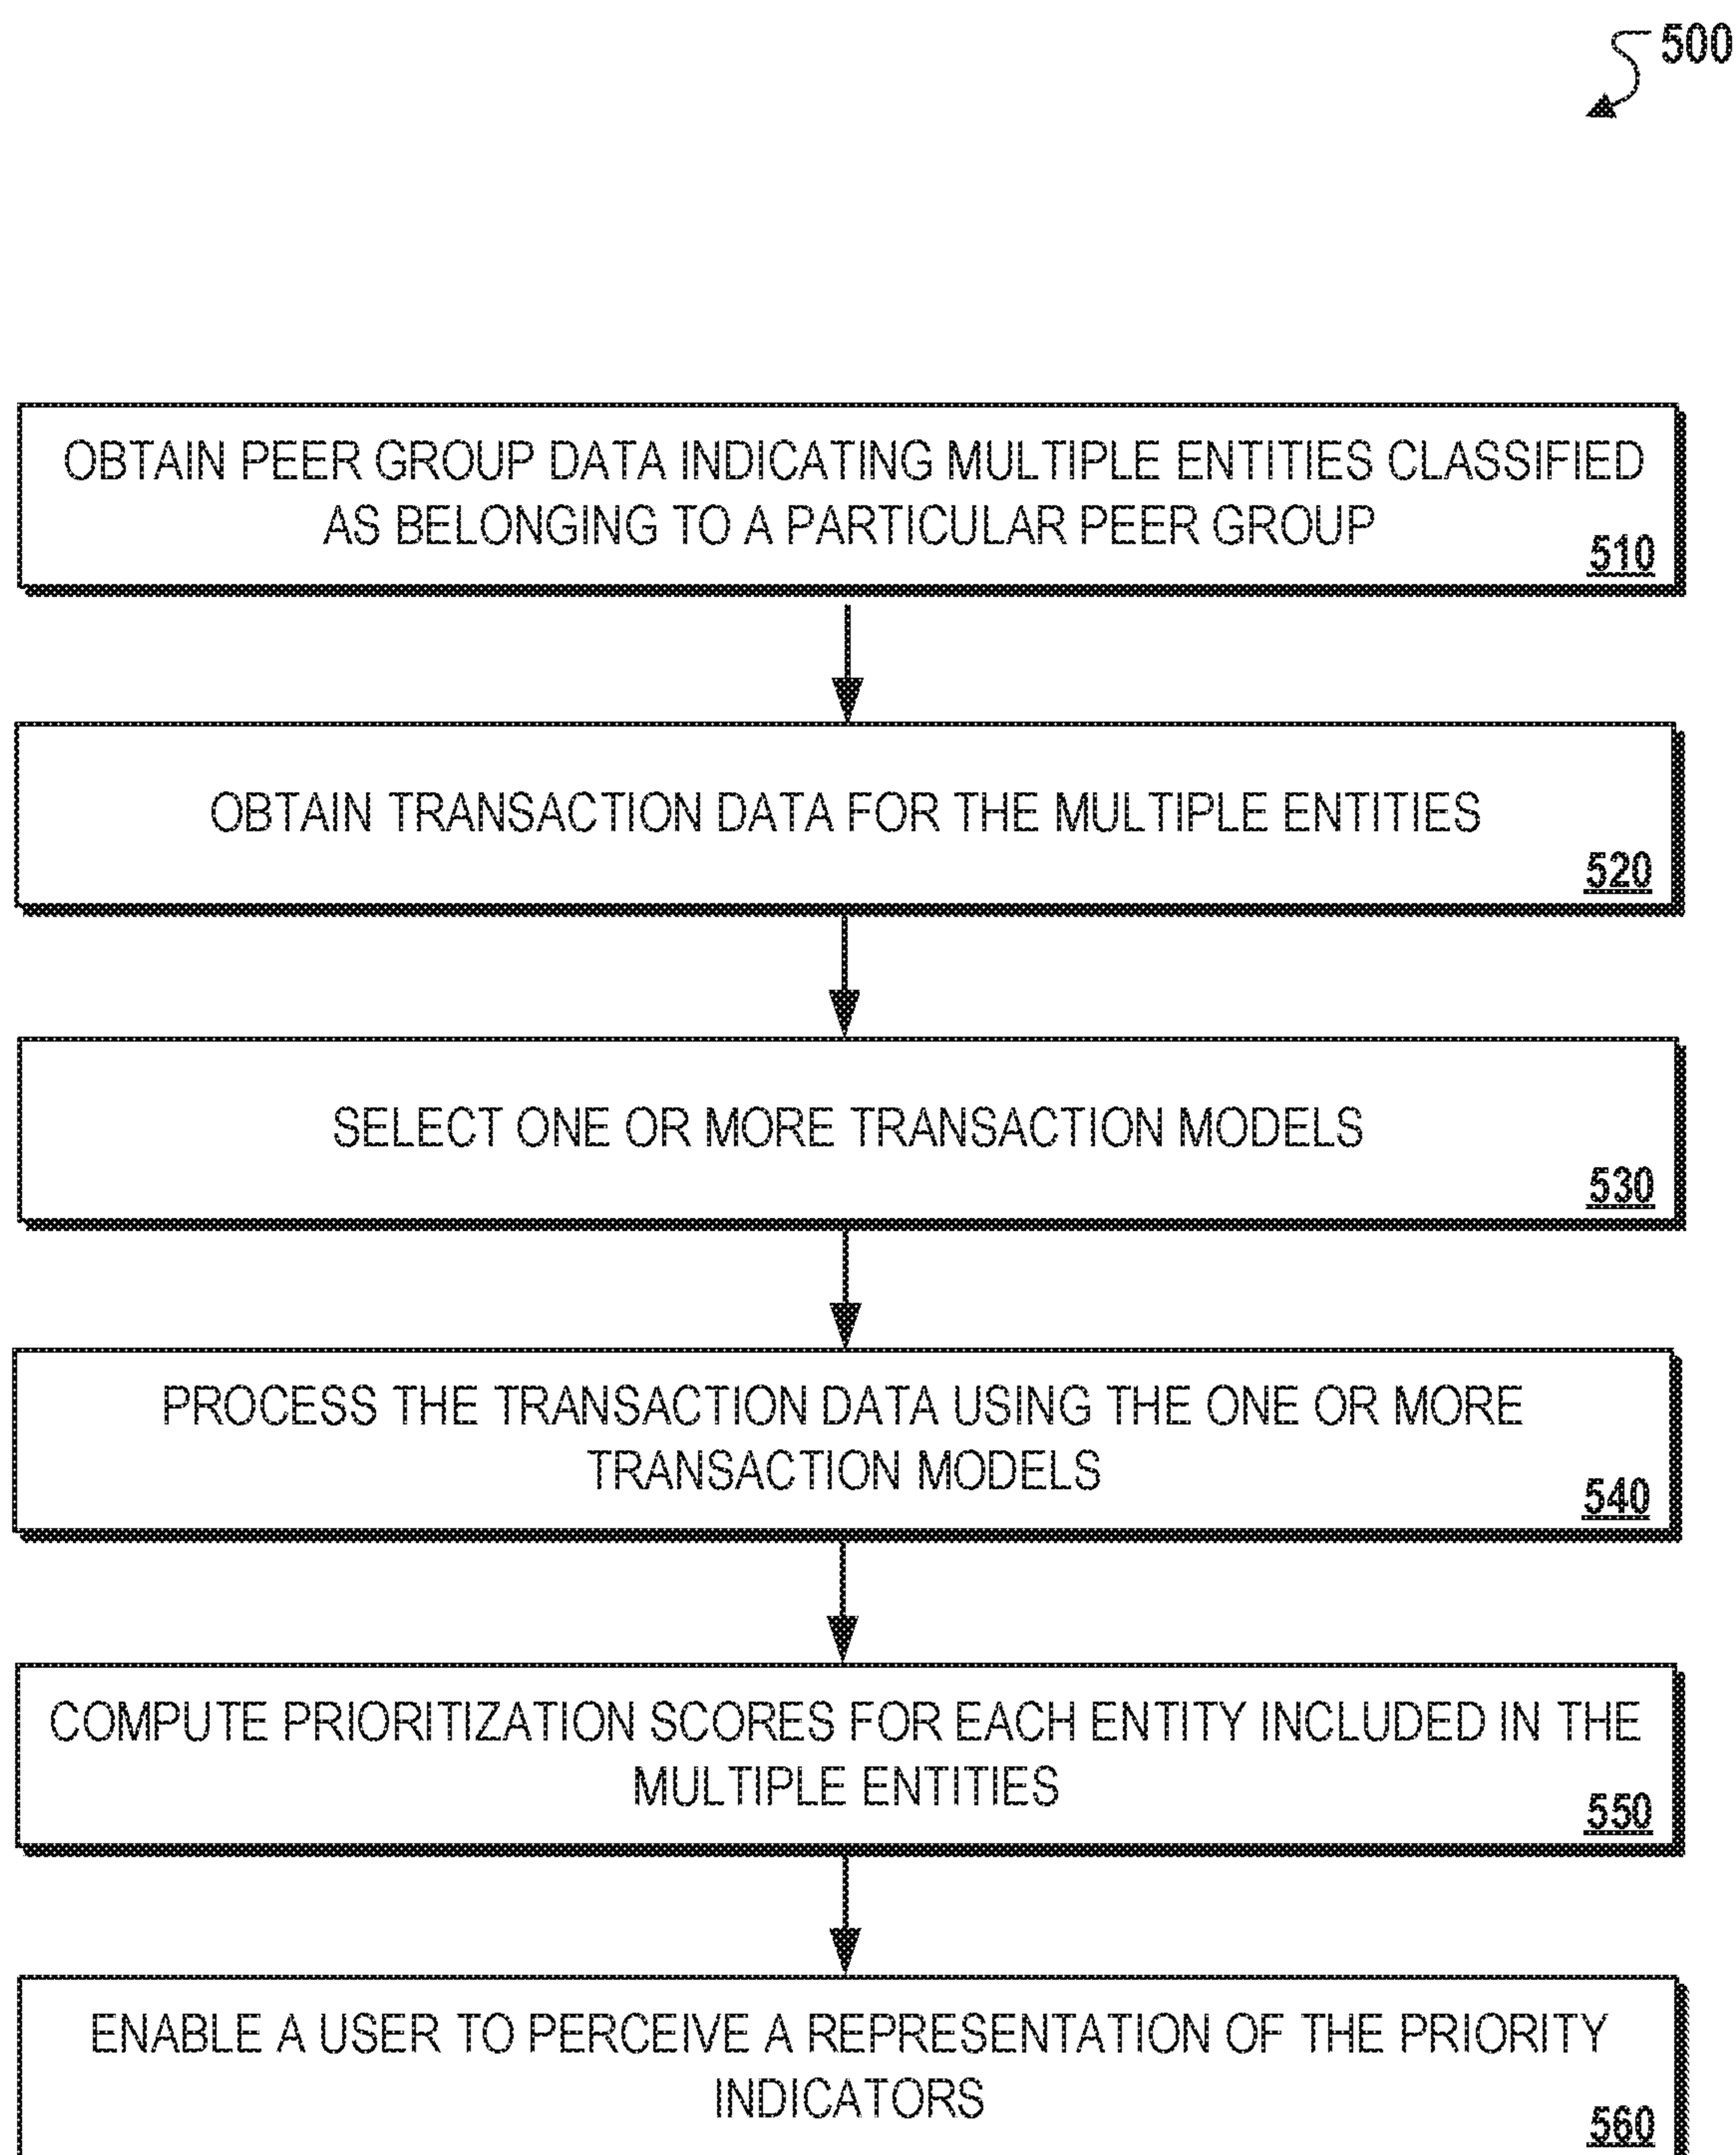 500
OBTAIN PEER GROUP DATA INDICATING MULTIPLE ENTITIES CLASSIFIED
AS BELONGING TO A PARTICULAR PEER GROUP
510
OBTAIN TRANSACTION DATA FOR THE MULTIPLE ENTITIES
520
SELECT ONE OR MORE TRANSACTION MODELS
530
PROCESS THE TRANSACTION DATA USING THE ONE OR MORE
TRANSACTION MODELS
540
COMPUTE PRIORITIZATION SCORES FOR EACH ENTITY INCLUDED IN THE
MULTIPLE ENTITIES
550
ENABLE A USER TO PERCEIVE A REPRESENTATION OF THE PRIORITY
INDICATORS
560